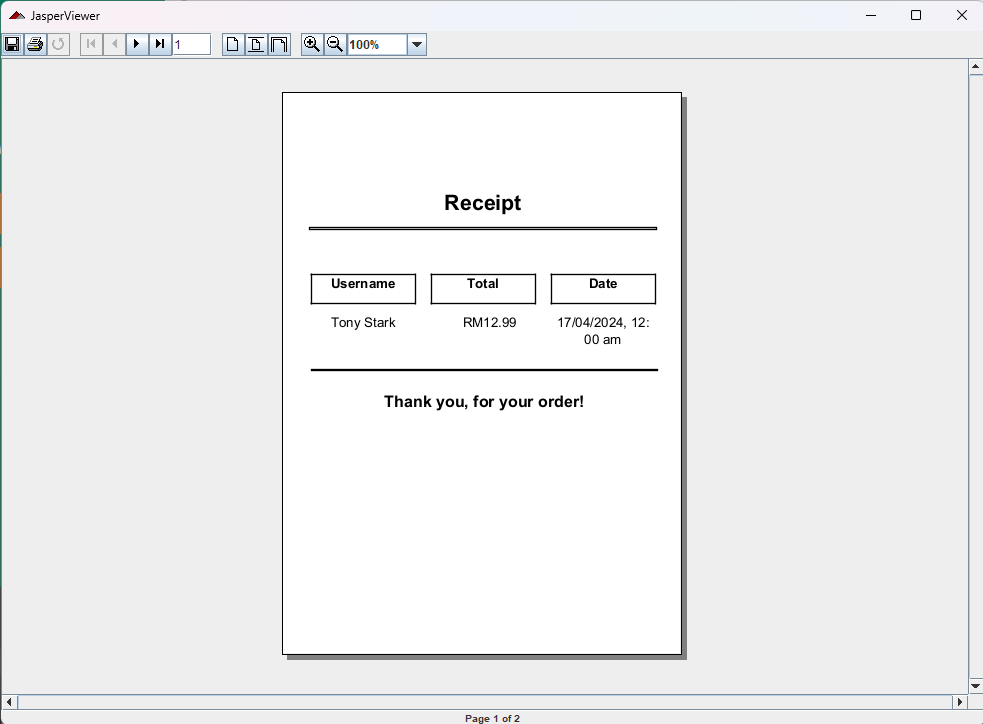 JasperViewer
1
100%
Receipt
Username Total Date
Tony Stark RM12.99 17/04/2024, 12:
00 am
Thank you, for your order!
Page 1 of 2